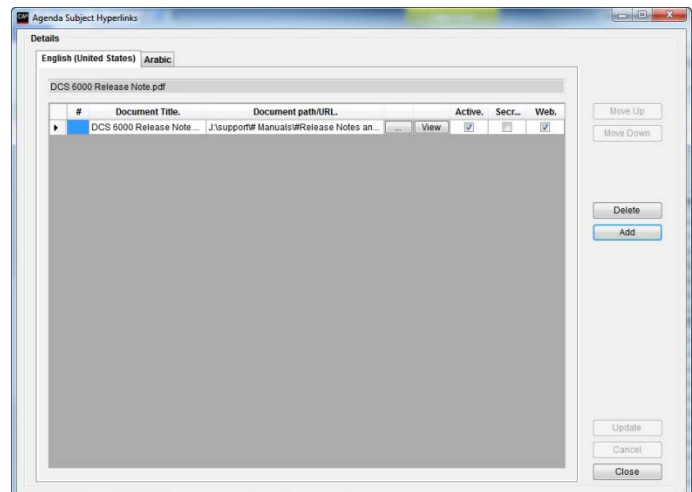 Agenda Subject Hyperlinks
Details
English (United States) Arabic
DCS 6000 Release Note.pdf
# Document Title. Document path/URL. Active. Secr... Web.
DCS 6000 Release Note.... J:\support\# Manuals\#Release Notes an... ... View
Move Up
Move Down
Delete
Add
Update
Cancel
Close